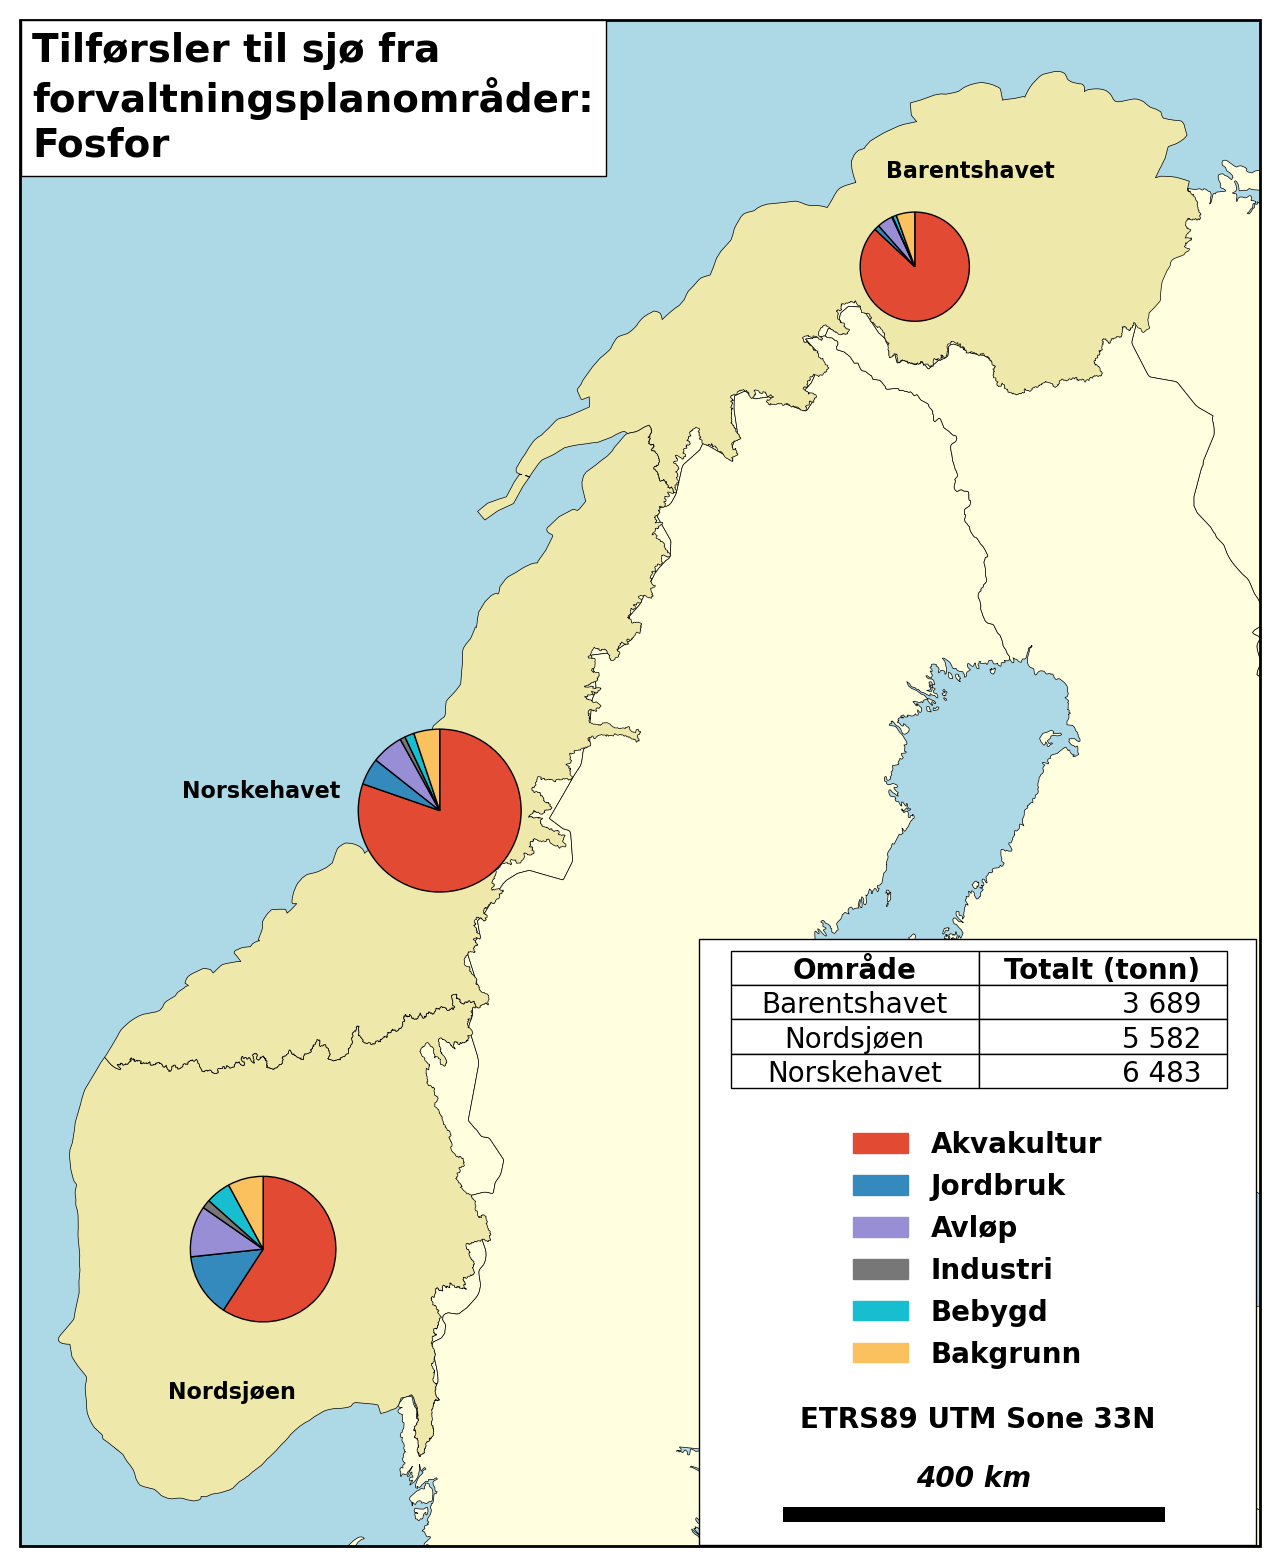 Tilførsler til sjø fra
forvaltningsplanområder:
Fosfor
Barentshavet
Norskehavet
Nordsjøen
Område Totalt (tonn)
Barentshavet 3 689
Nordsjøen 5 582
Norskehavet 6 483
Akvakultur
Jordbruk
Avløp
Industri
Bebygd
Bakgrunn
ETRS89 UTM Sone 33N
400 km